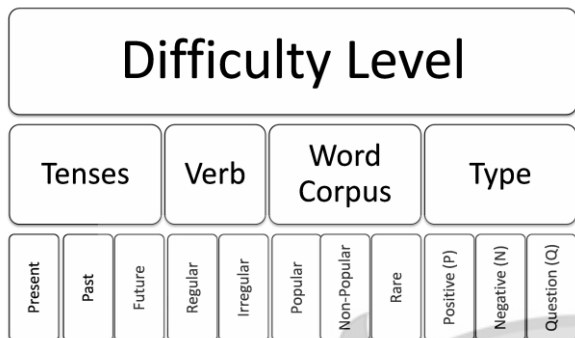 Difficulty Level
Tenses
Verb
Word
Corpus
Type
Present
Past
Future
Regular
Irregular
Popular
Non-Popular
Rare
Positive (P)
Negative (N)
Question (Q)